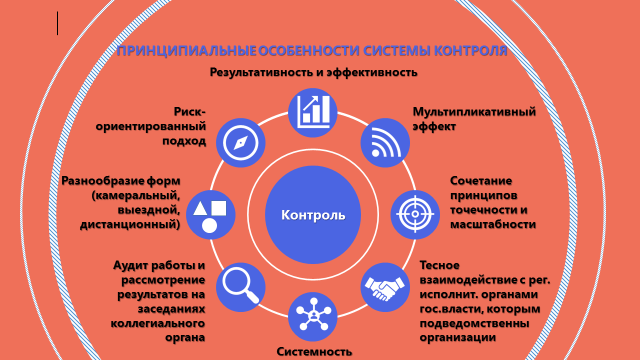 ПРИНЦИПИАЛЬНЫЕ ОСОБЕННОСТИ СИСТЕМЫ КОНТРОЛЯ
Результативность и эффективность
Риск-
ориентированный
подход
Мультипликативный
эффект
Разнообразие форм
(камеральный,
выездной,
дистанционный)
Контроль
Сочетание
принципов
точечности и
масштабности
Аудит работы и
рассмотрение
результатов на
заседаниях
коллегиального
органа
Тесное
взаимодействие с рег.
исполнит. органами
гос.власти, которым
подведомственны
организации
Системность